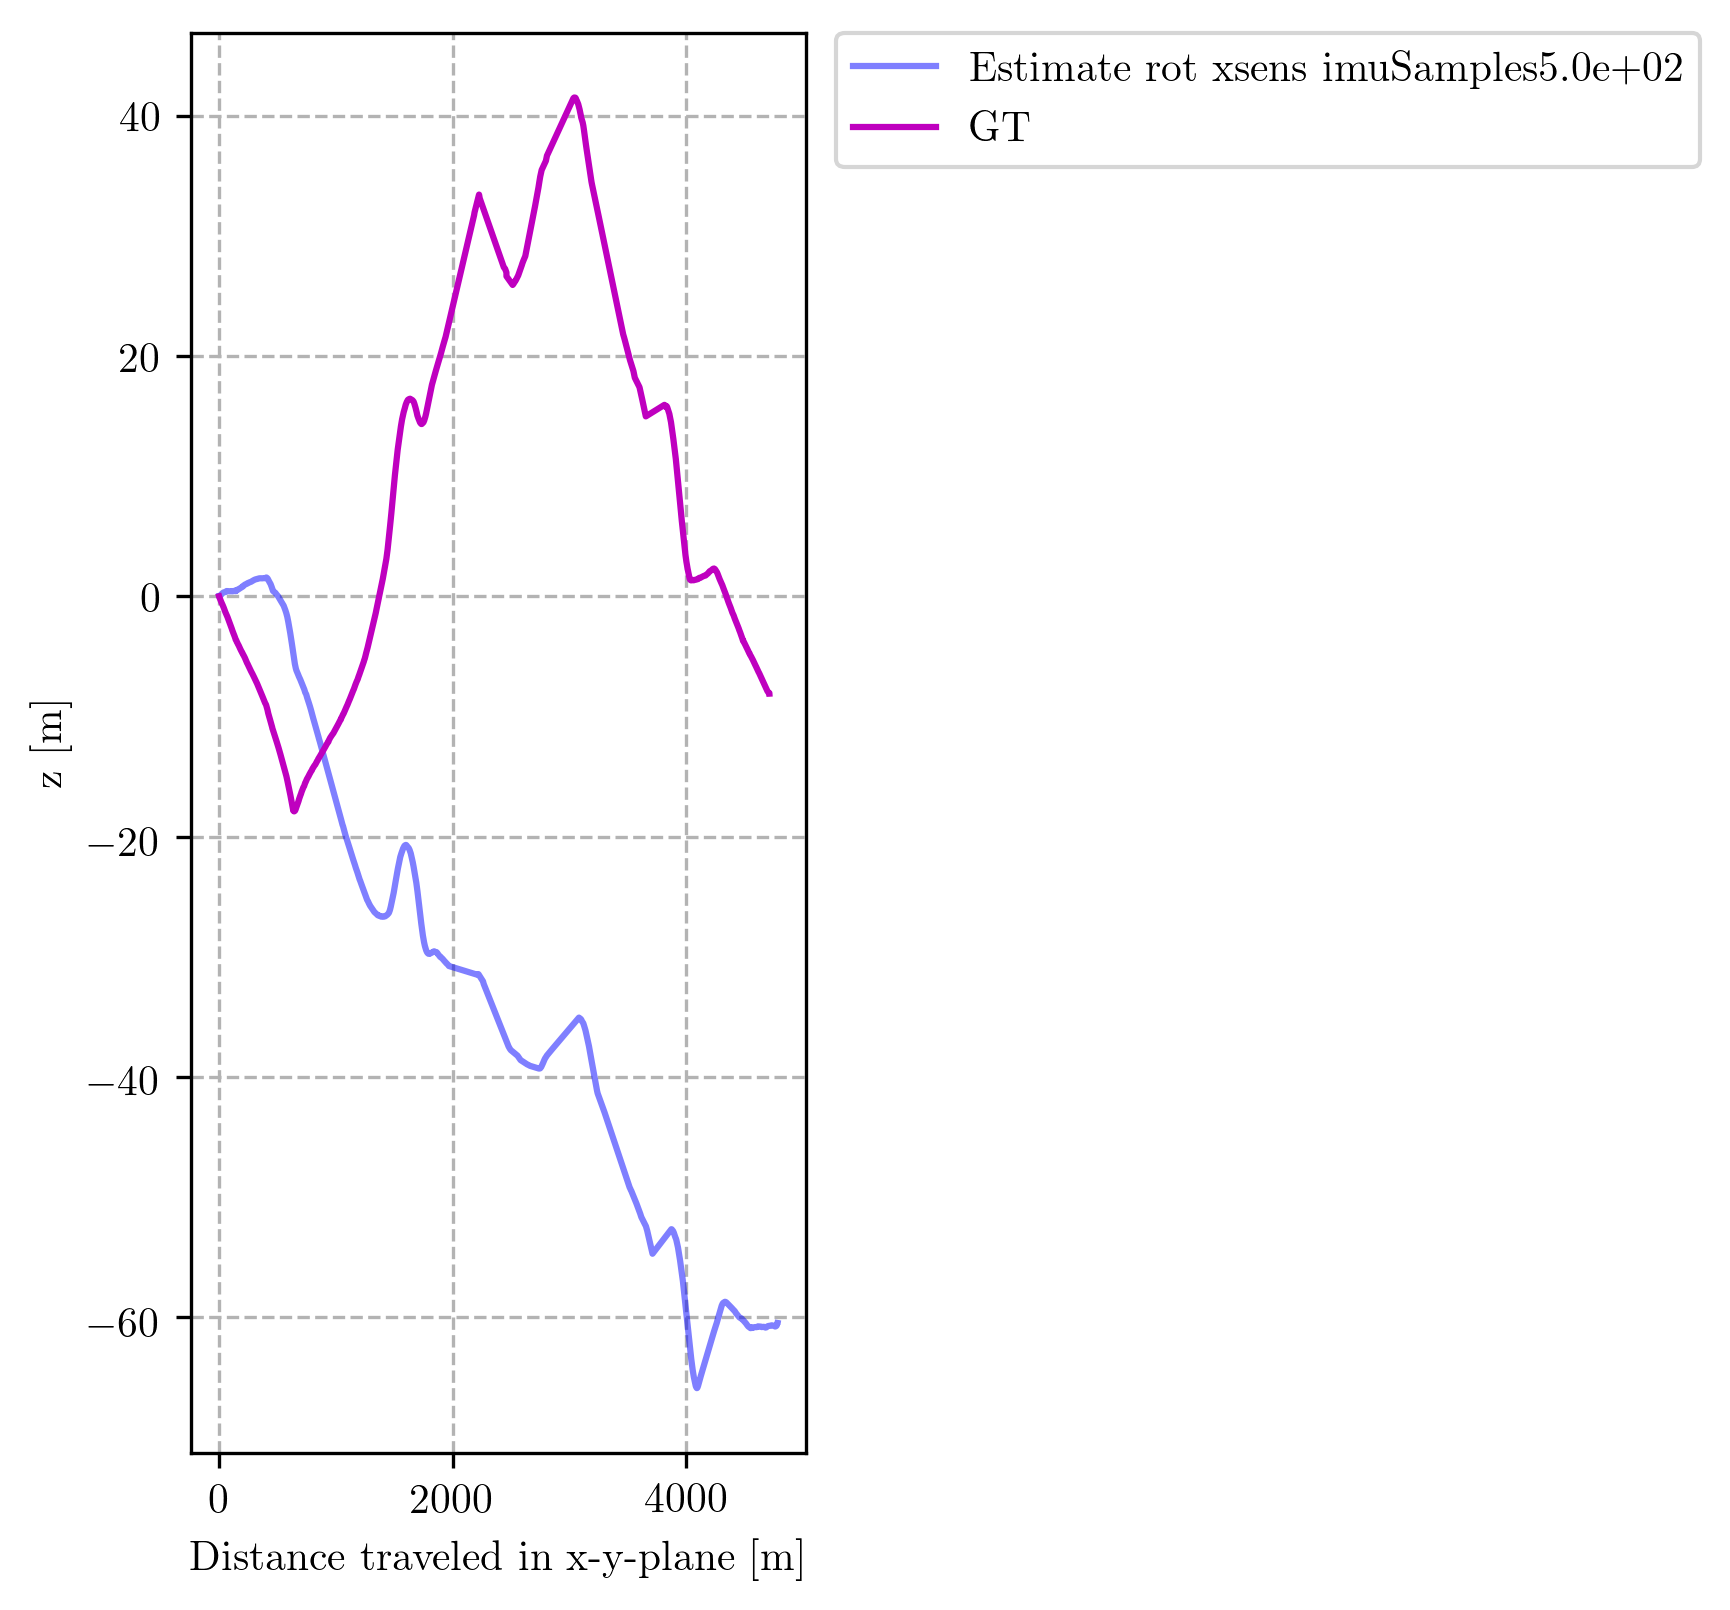 Estimate rot xsens imuSamples5.0e+02
GT
40
20
0
−20
−40
−60
z [m]
0 2000 4000
Distance traveled in x-y-plane [m]